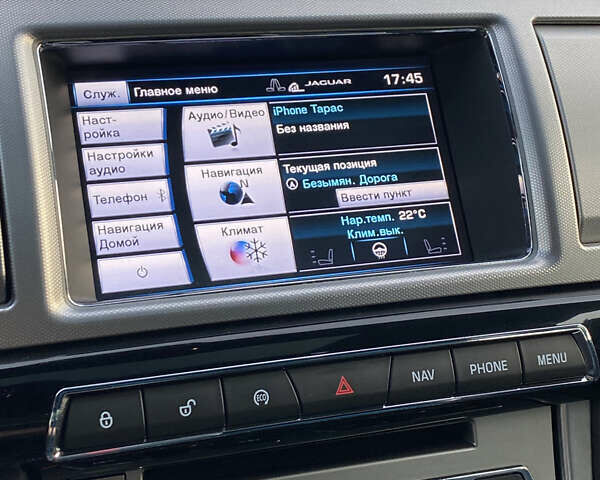 Служ.
Главное меню
JAGUAR
17:45
Наст-
ройка
Настройки
аудио
Телефон
Навигация
Домой
Аудио/Видео
iPhone Тарас
Без названия
Навигация
N
Текущая позиция
Безымян. Дорога
Ввести пункт
Климат
Нар.темп. 22°C
Клим.вык.
ECO
NAV
PHONE
MENU